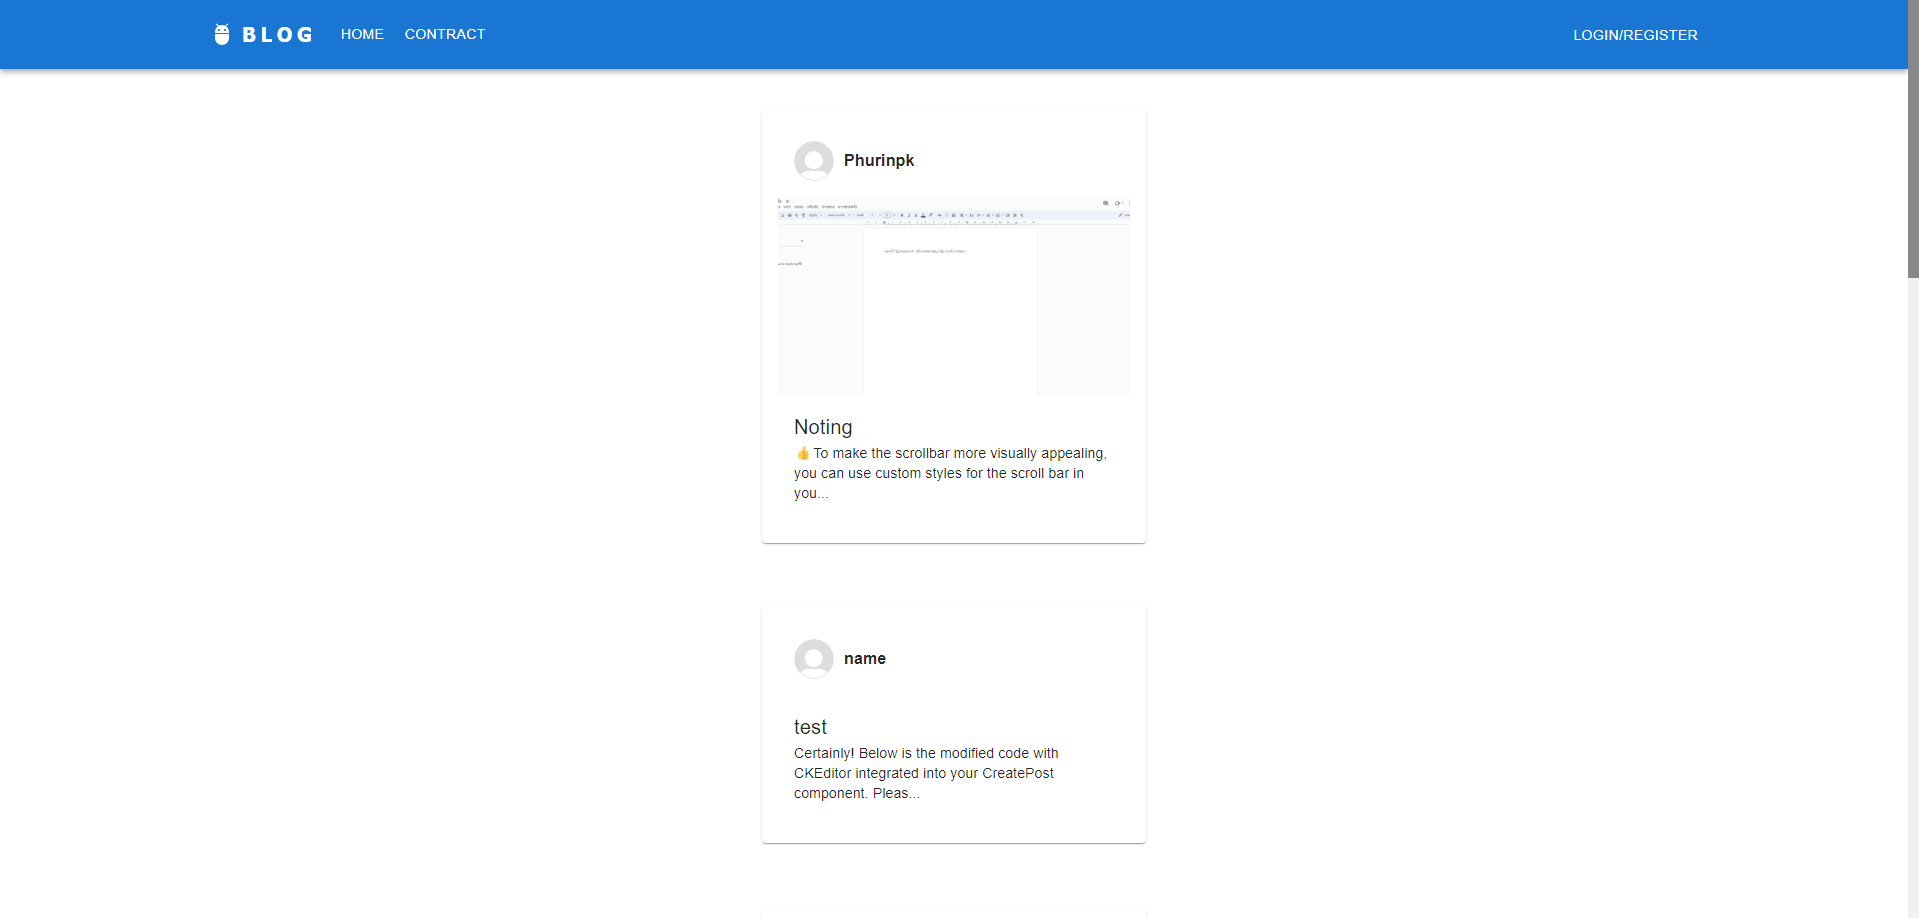 BLOG HOME CONTRACT LOGIN/REGISTER
Phurinpk
Noting
👍 To make the scrollbar more visually appealing,
you can use custom styles for the scroll bar in
you...
name
test
Certainly! Below is the modified code with
CKEditor integrated into your CreatePost
component. Pleas...